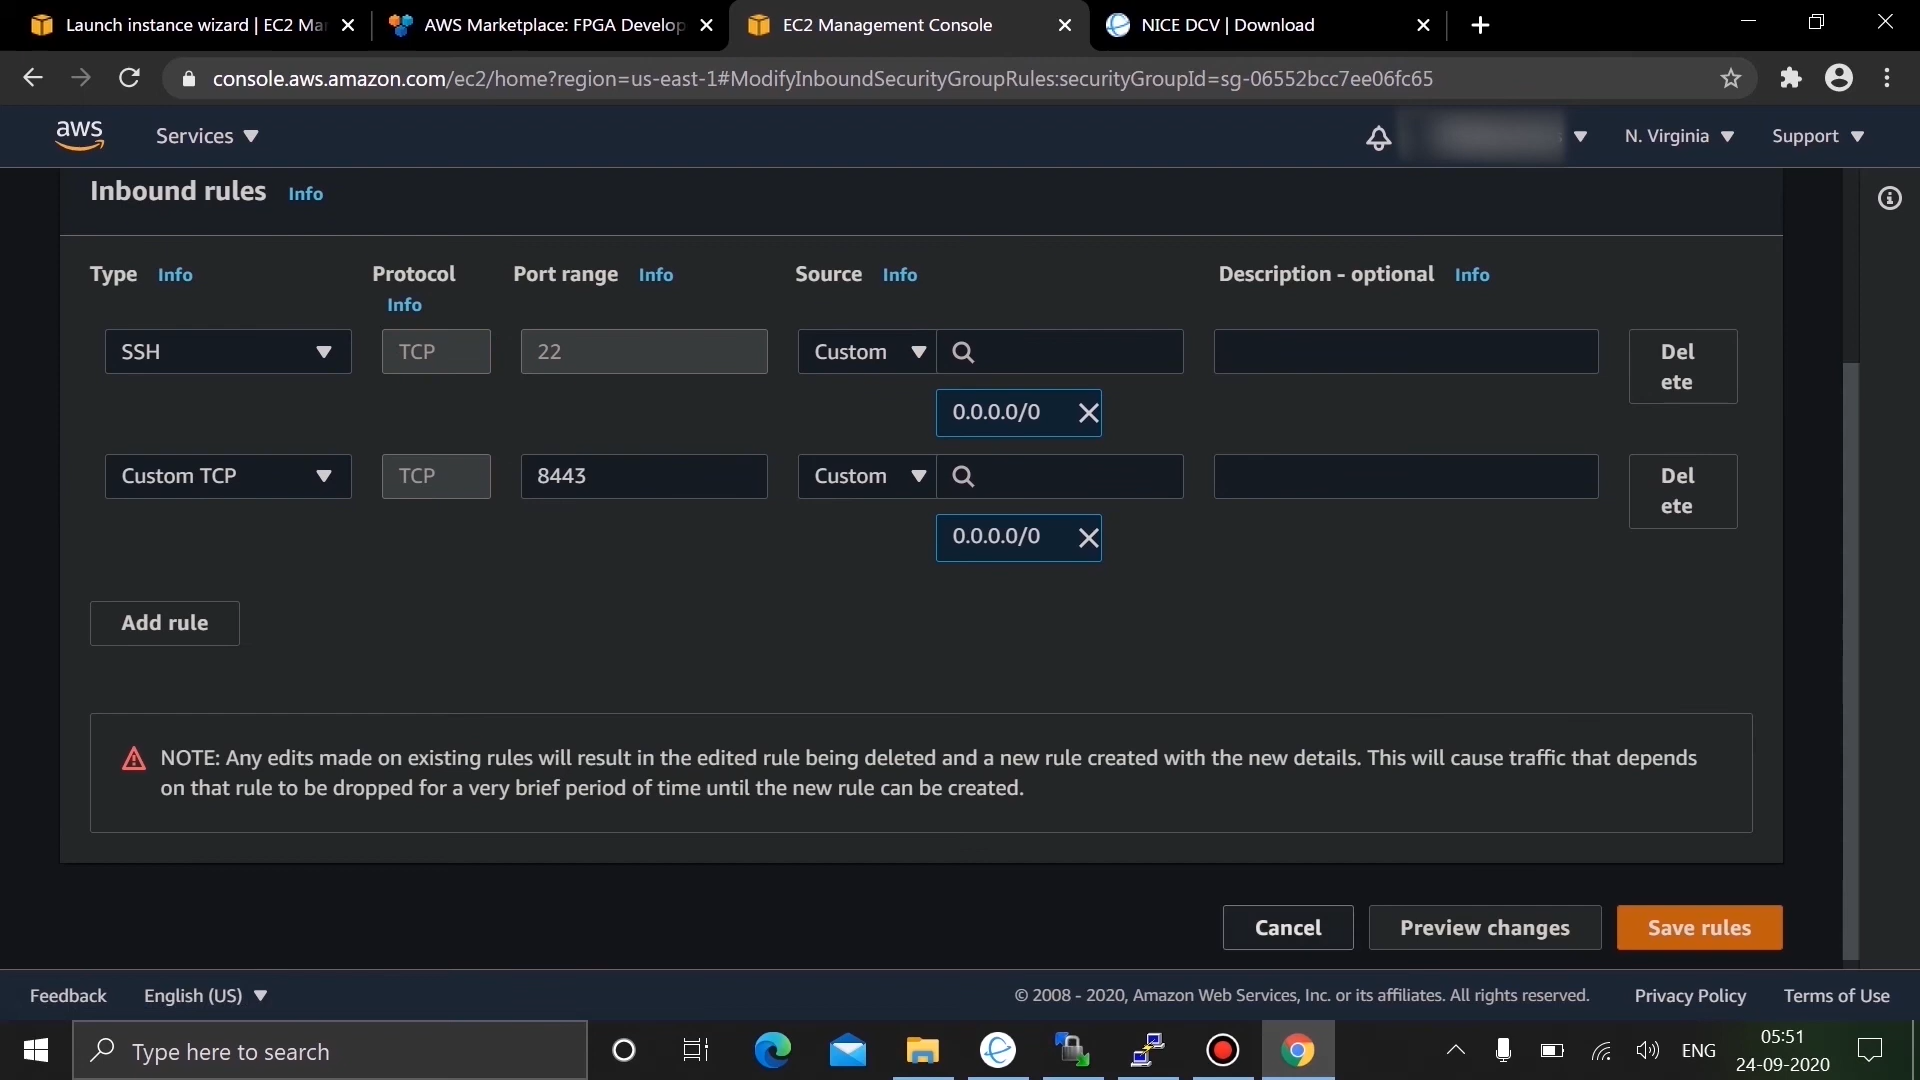 Launch instance wizard | EC2 Mar
AWS Marketplace: FPGA Develop
EC2 Management Console
NICE DCV | Download
console.aws.amazon.com/ec2/home?region=us-east-1#ModifyInboundSecurityGroupRules:securityGroupId=sg-06552bcc7ee06fc65
aws
Services
N. Virginia
Support
Inbound rules Info
Type Info
Protocol
Info
Port range Info
Source Info
Description - optional Info
SSH
TCP
22
Custom
Del
ete
0.0.0.0/0
Custom TCP
TCP
8443
Custom
Del
ete
0.0.0.0/0
Add rule
NOTE: Any edits made on existing rules will result in the edited rule being deleted and a new rule created with the new details. This will cause traffic that depends
on that rule to be dropped for a very brief period of time until the new rule can be created.
Cancel
Preview changes
Save rules
Feedback
English (US)
© 2008 - 2020, Amazon Web Services, Inc. or its affiliates. All rights reserved.
Privacy Policy
Terms of Use
Type here to search
ENG
05:51
24-09-2020